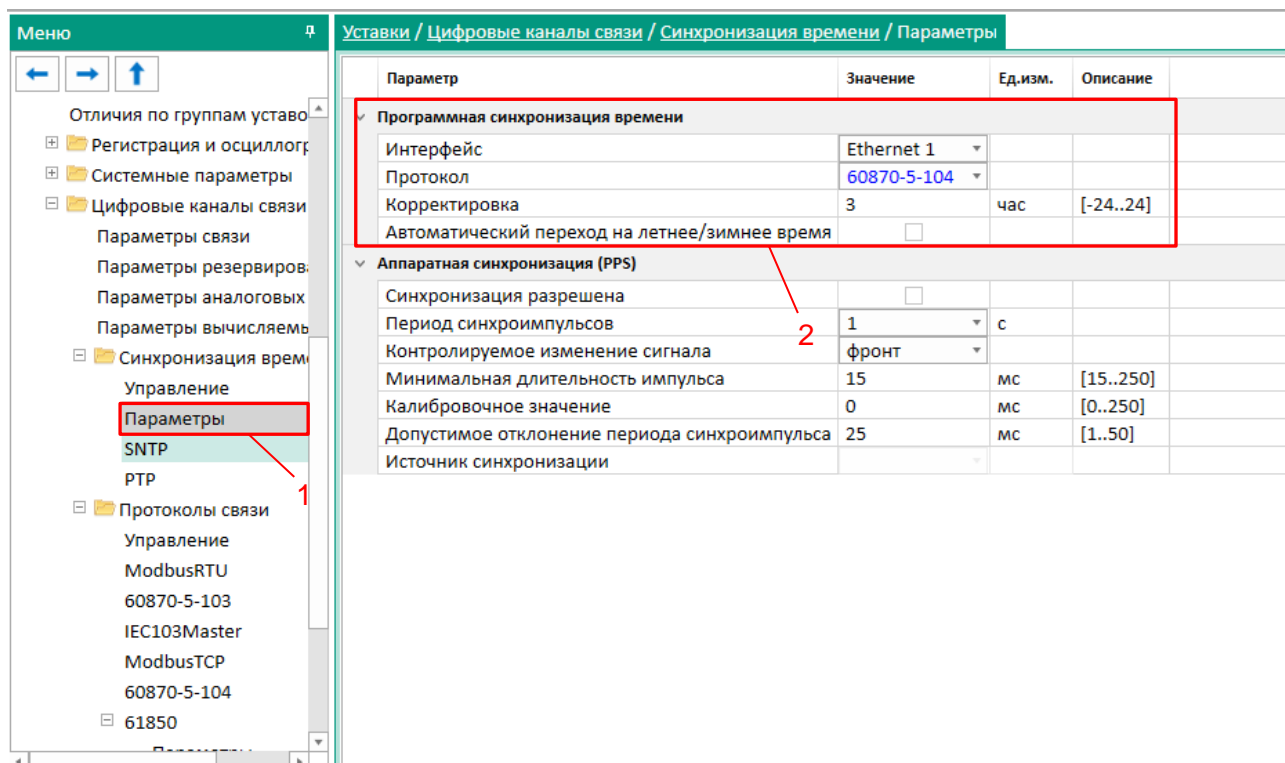 Меню
Отличия по группам уставо
Регистрация и осциллогр
Системные параметры
Цифровые каналы связи
Параметры связи
Параметры резервирова
Параметры аналоговых
Параметры вычисляемь
Синхронизация време
Управление
Параметры
SNTP
PTP
1
Протоколы связи
Управление
ModbusRTU
60870-5-103
IEC103Master
ModbusTCP
60870-5-104
61850
Параметры
Уставки / Цифровые каналы связи / Синхронизация времени / Параметры
Параметр Значение Ед.изм. Описание
Программная синхронизация времени
Интерфейс Ethernet 1
Протокол 60870-5-104
Корректировка 3 час [-24..24]
Автоматический переход на летнее/зимнее время
Аппаратная синхронизация (PPS)
Синхронизация разрешена
Период синхроимпульсов 1 с
2
Контролируемое изменение сигнала фронт
Минимальная длительность импульса 15 мс [15..250]
Калибровочное значение 0 мс [0..250]
Допустимое отклонение периода синхроимпульса 25 мс [1..50]
Источник синхронизации